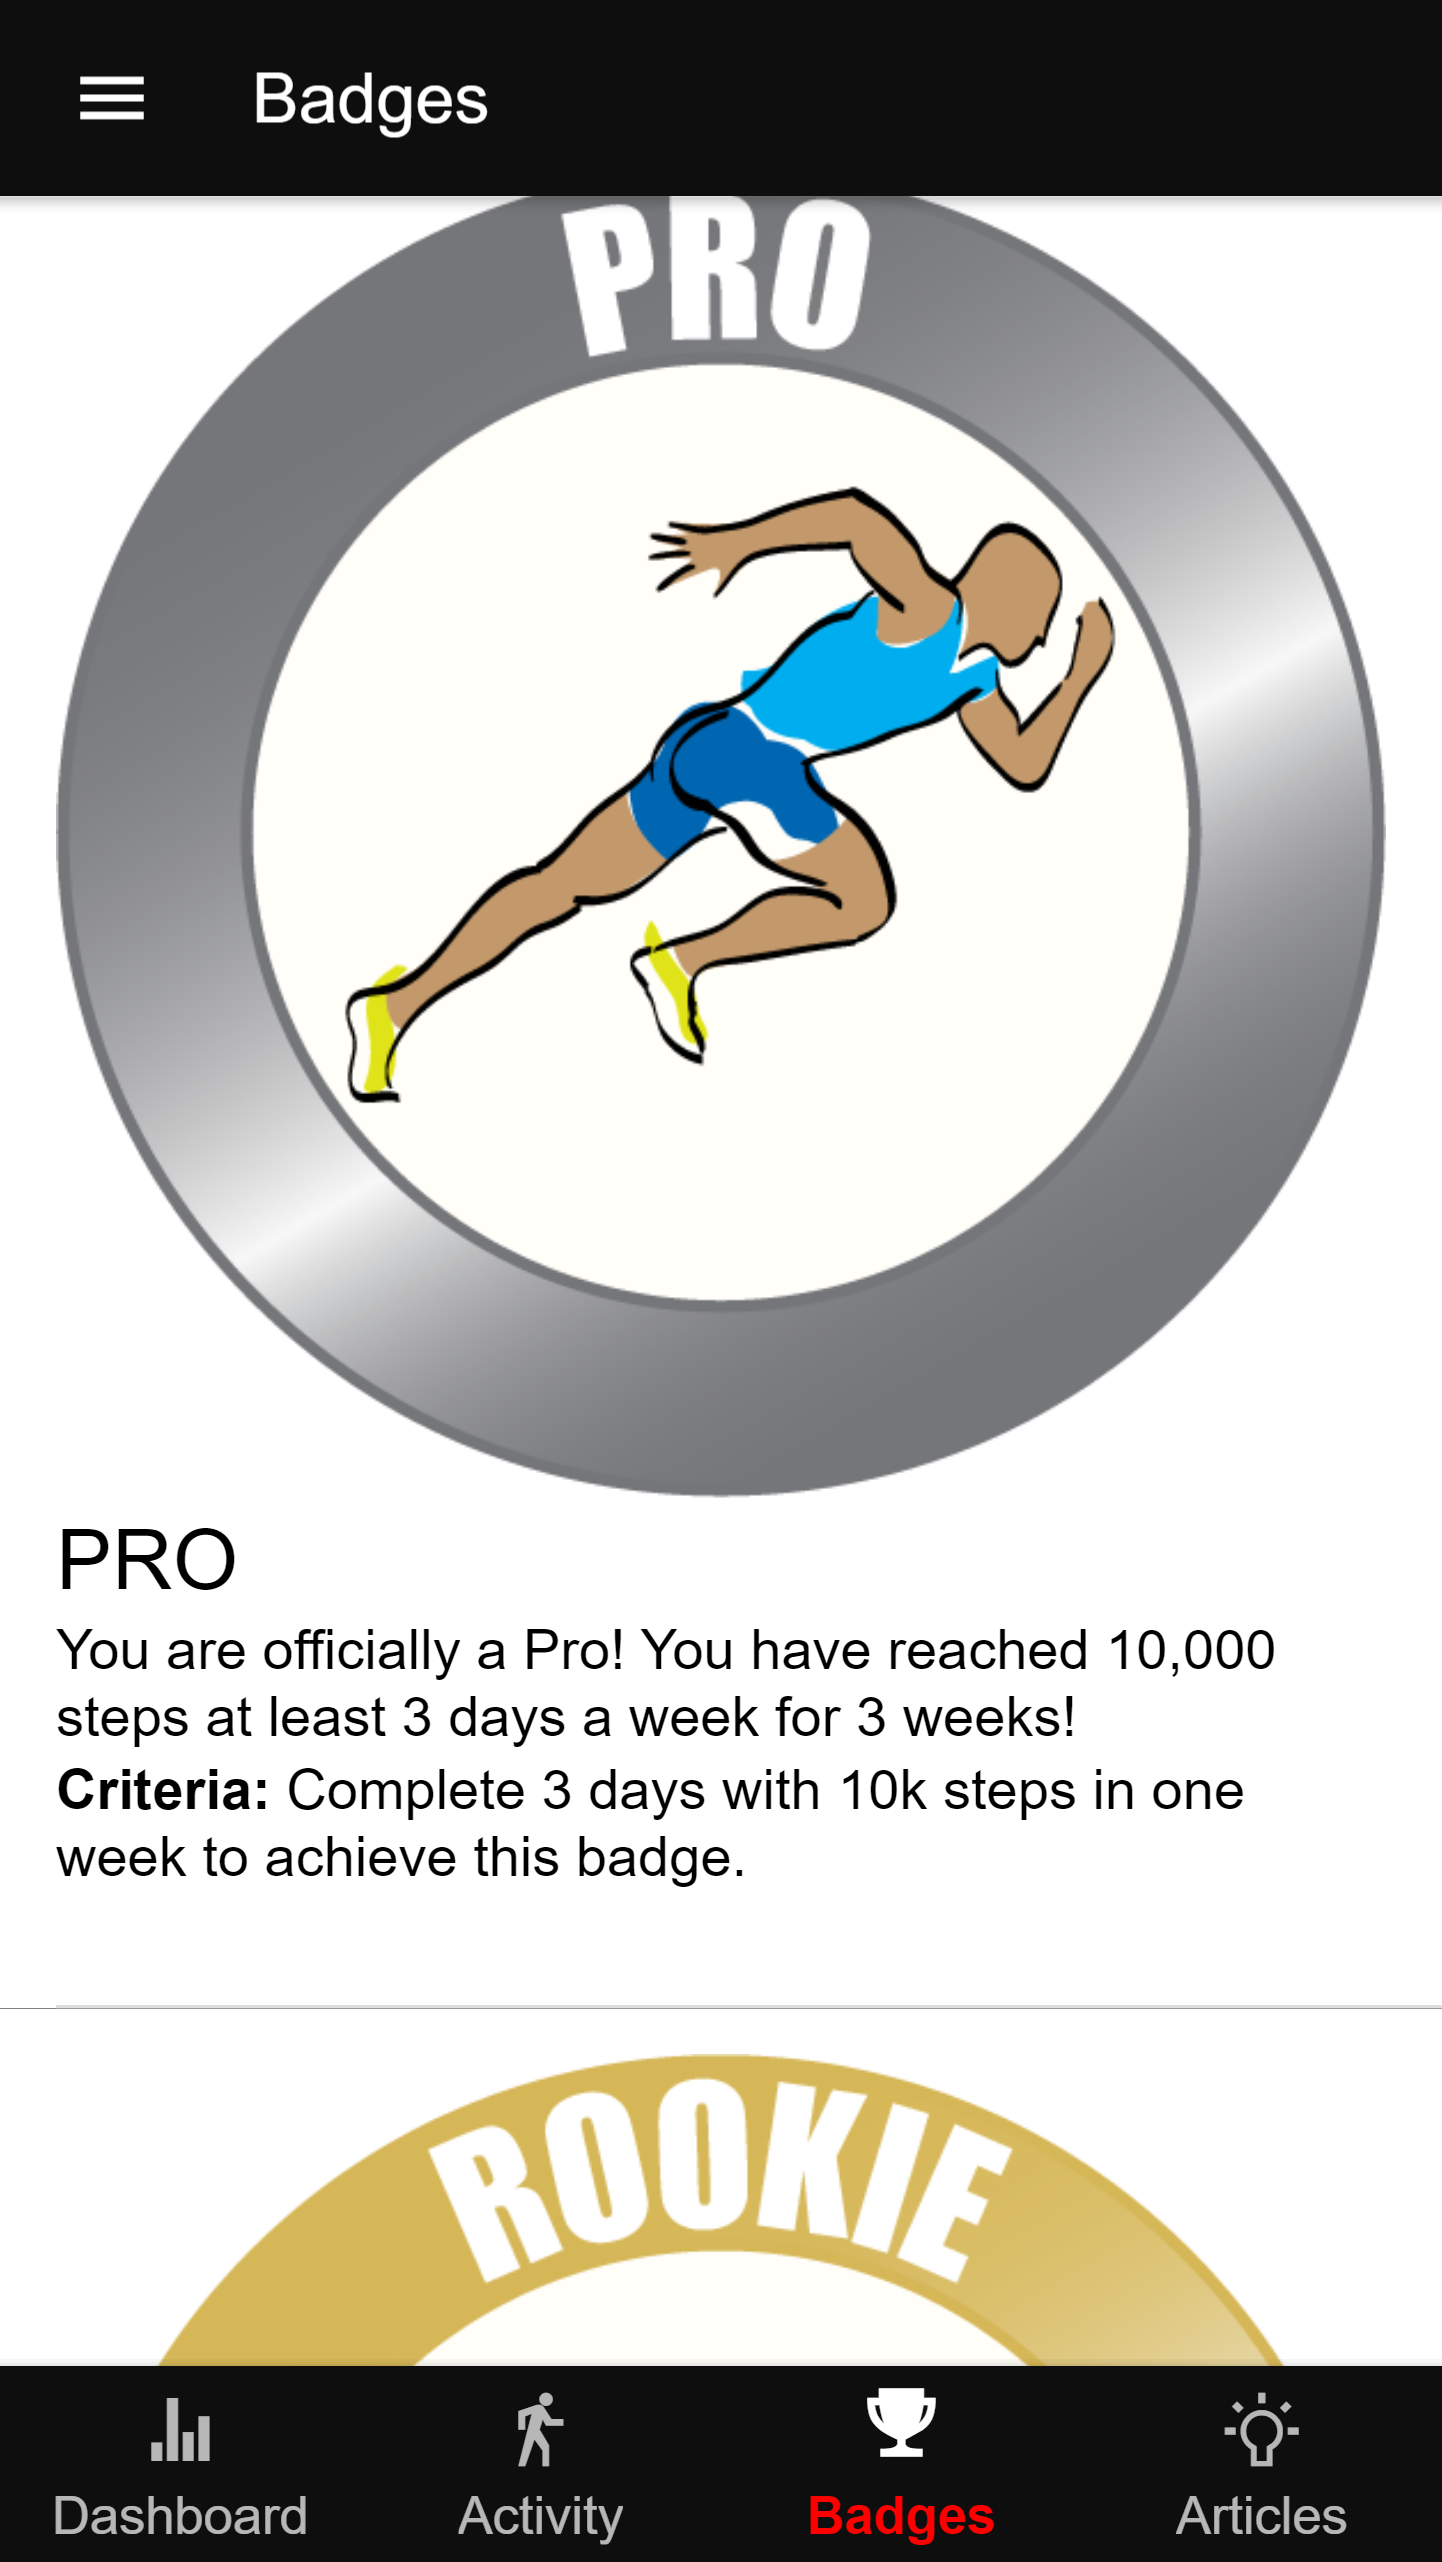 Badges
PRO
PRO
You are officially a Pro! You have reached 10,000
steps at least 3 days a week for 3 weeks!
Criteria: Complete 3 days with 10k steps in one
week to achieve this badge.
ROOKIE
Dashboard
Activity
Badges
Articles